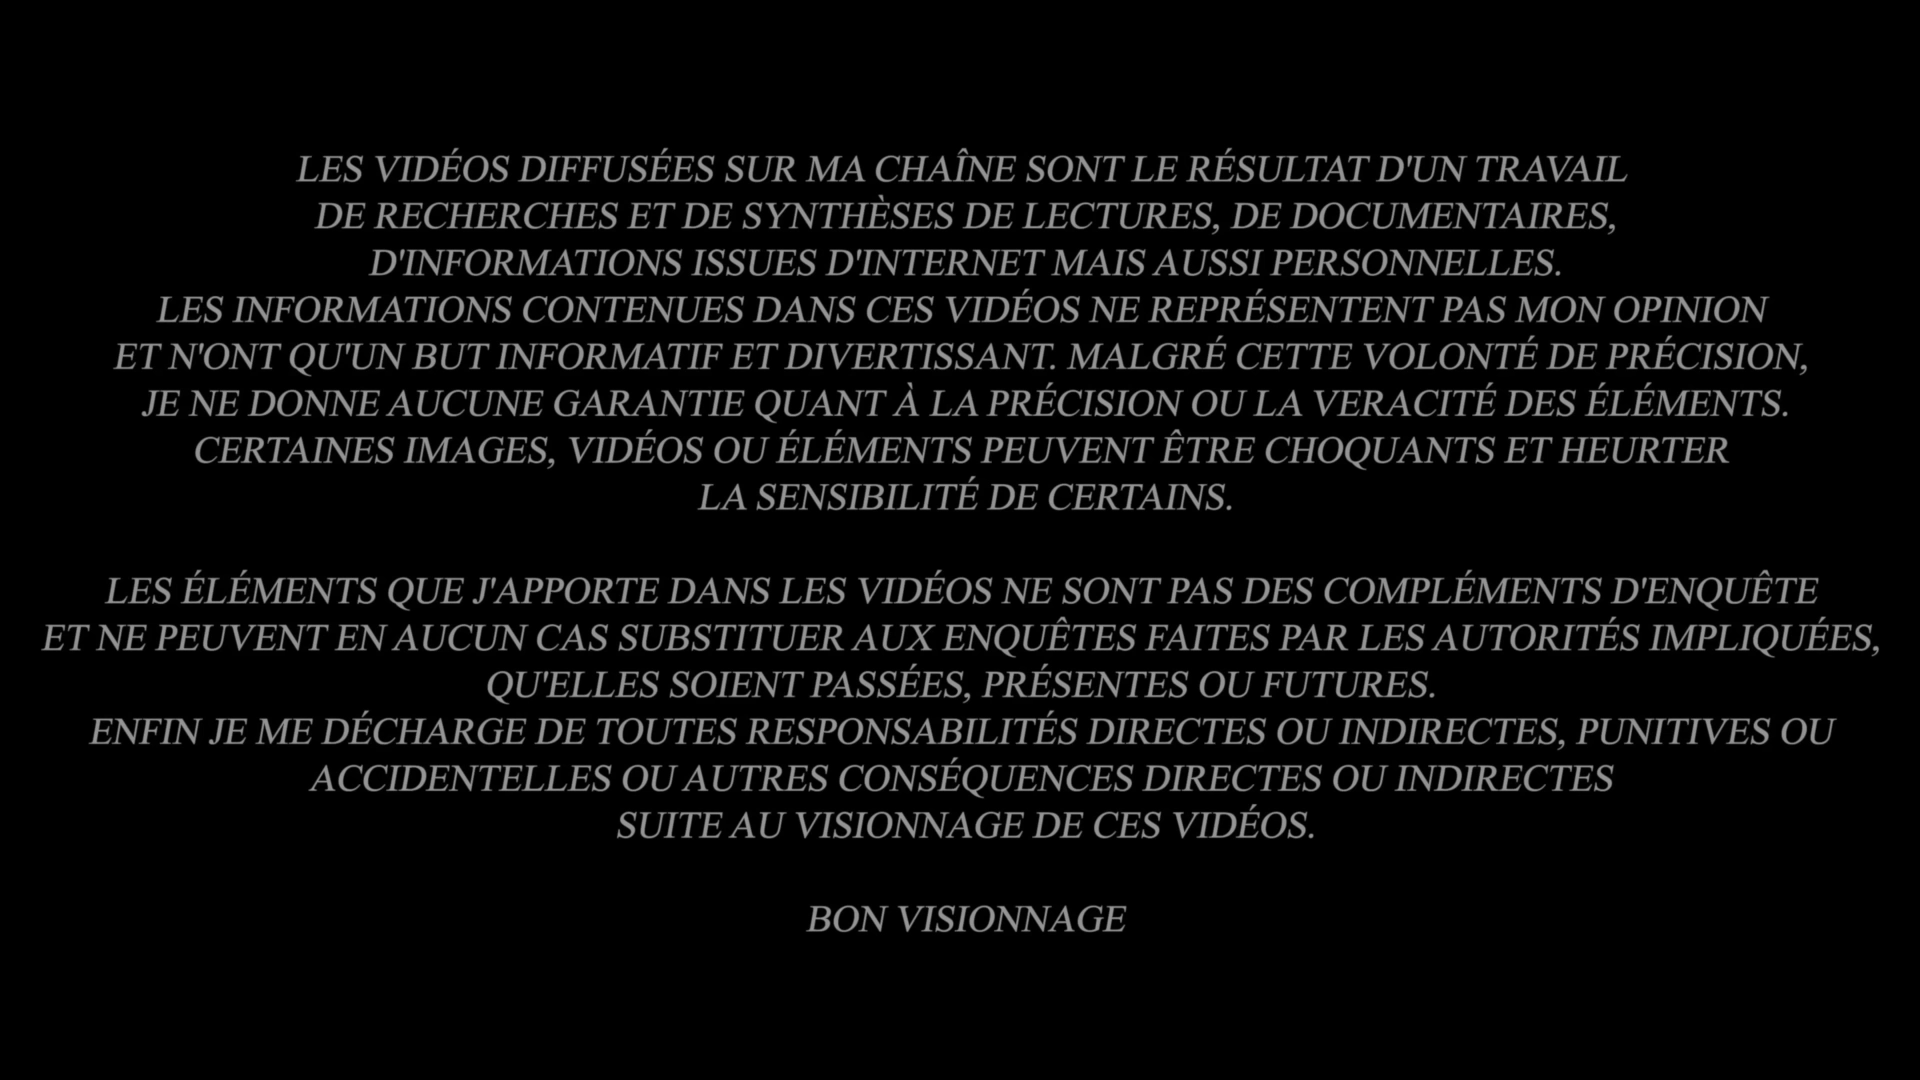 LES VIDÉOS DIFFUSÉES SUR MA CHAÎNE SONT LE RÉSULTAT D'UN TRAVAIL
DE RECHERCHES ET DE SYNTHÈSES DE LECTURES, DE DOCUMENTAIRES,
D'INFORMATIONS ISSUES D'INTERNET MAIS AUSSI PERSONNELLES.
LES INFORMATIONS CONTENUES DANS CES VIDÉOS NE REPRÉSENTENT PAS MON OPINION
ET N'ONT QU'UN BUT INFORMATIF ET DIVERTISSANT. MALGRÉ CETTE VOLONTÉ DE PRÉCISION,
JE NE DONNE AUCUNE GARANTIE QUANT À LA PRÉCISION OU LA VERACITÉ DES ÉLÉMENTS.
CERTAINES IMAGES, VIDÉOS OU ÉLÉMENTS PEUVENT ÊTRE CHOQUANTS ET HEURTER
LA SENSIBILITÉ DE CERTAINS.
LES ÉLÉMENTS QUE J'APPORTE DANS LES VIDÉOS NE SONT PAS DES COMPLÉMENTS D'ENQUÊTE
ET NE PEUVENT EN AUCUN CAS SUBSTITUER AUX ENQUÊTES FAITES PAR LES AUTORITÉS IMPLIQUÉES,
QU'ELLES SOIENT PASSÉES, PRÉSENTES OU FUTURES.
ENFIN JE ME DÉCHARGE DE TOUTES RESPONSABILITÉS DIRECTES OU INDIRECTES, PUNITIVES OU
ACCIDENTELLES OU AUTRES CONSÉQUENCES DIRECTES OU INDIRECTES
SUITE AU VISIONNAGE DE CES VIDÉOS.
BON VISIONNAGE